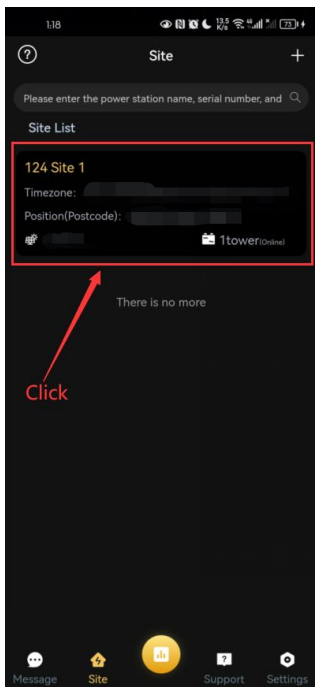 1:18
13.5 K/s
73
?
Site
+
Please enter the power station name, serial number, and
Site List
124 Site 1
Timezone:
Position(Postcode):
1tower(Online)
There is no more
Click
?
Message
Site
Support
Settings